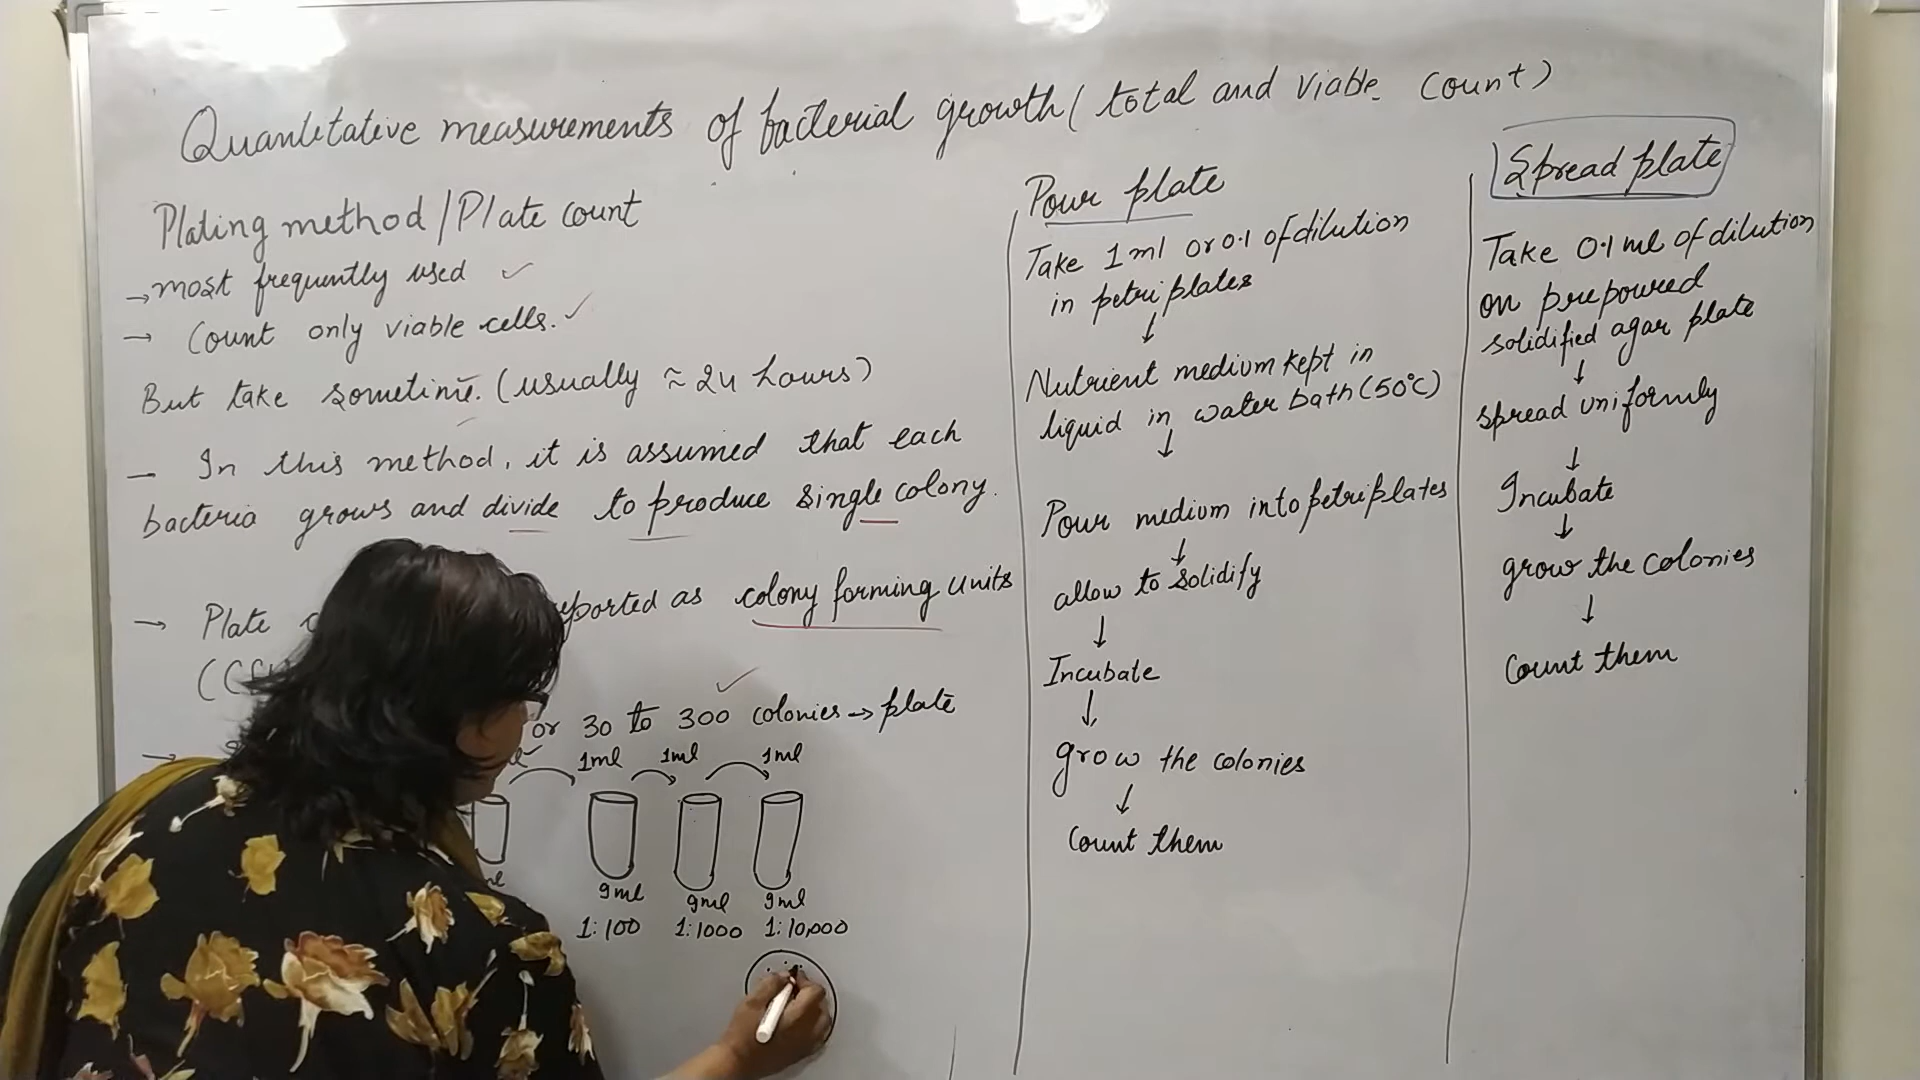 Quantitative measurements of bacterial growth (total and viable count)
Plating method/Plate count
→ most frequently used ✓
→ Count only viable cells. ✓
But take sometime. (usually ≈ 24 hours)
– In this method, it is assumed that each
bacteria grows and divide to produce single colony.
→ Plate reported as colony forming units
or 30 to 300 colonies → plate
1ml 1ml 1ml
9ml 9ml 9ml
1:100 1:1000 1:10,000
Pour plate
Take 1ml or 0.1 of dilution
in petriplates
↓
Nutrient medium kept in
liquid in water bath (50°C)
↓
Pour medium into petriplates
↓
allow to solidify
↓
Incubate
↓
grow the colonies
↓
Count them
Spread plate
Take 0.1 ml of dilution
on prepoured
solidified agar plate
↓
spread uniformly
↓
Incubate
↓
grow the colonies
↓
Count them